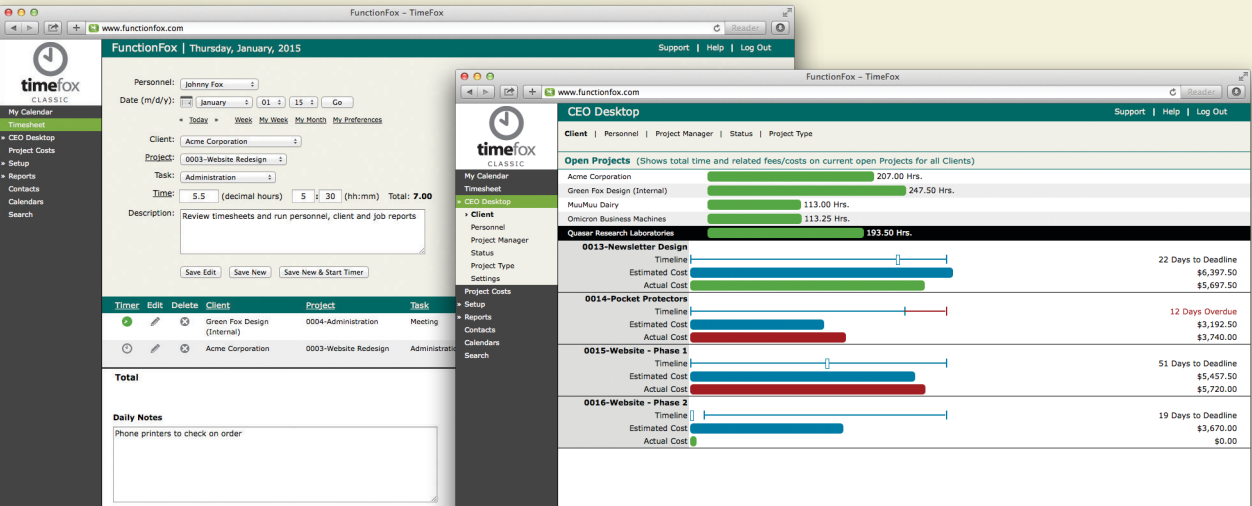 FunctionFox – TimeFox
www.functionfox.com
Reader
timefox
CLASSIC
My Calendar
Timesheet
» CEO Desktop
Project Costs
» Setup
» Reports
Contacts
Calendars
Search
FunctionFox | Thursday, January, 2015
Support | Help | Log Out
Personnel: Johnny Fox
Date (m/d/y): January 01 15 Go
« Today » Week My Week My Month My Preferences
Client: Acme Corporation
Project: 0003–Website Redesign
Task: Administration
Time: 5.5 (decimal hours) 5 : 30 (hh:mm) Total: 7.00
Description: Review timesheets and run personnel, client and job reports
Save Edit Save New Save New & Start Timer
Timer Edit Delete Client Project Task
Green Fox Design 0004-Administration Meeting
(Internal)
Acme Corporation 0003-Website Redesign Administratio
Total
Daily Notes
Phone printers to check on order
FunctionFox – TimeFox
www.functionfox.com
Reader
timefox
CLASSIC
My Calendar
Timesheet
» CEO Desktop
› Client
Personnel
Project Manager
Status
Project Type
Settings
Project Costs
» Setup
» Reports
Contacts
Calendars
Search
CEO Desktop
Support | Help | Log Out
Client | Personnel | Project Manager | Status | Project Type
Open Projects (Shows total time and related fees/costs on current open Projects for all Clients)
Acme Corporation 207.00 Hrs.
Green Fox Design (Internal) 247.50 Hrs.
MuuMuu Dairy 113.00 Hrs.
Omicron Business Machines 113.25 Hrs.
Quasar Research Laboratories 193.50 Hrs.
0013-Newsletter Design
Timeline 22 Days to Deadline
Estimated Cost $6,397.50
Actual Cost $5,697.50
0014-Pocket Protectors
Timeline 12 Days Overdue
Estimated Cost $3,192.50
Actual Cost $3,740.00
0015-Website - Phase 1
Timeline 51 Days to Deadline
Estimated Cost $5,457.50
Actual Cost $5,720.00
0016-Website - Phase 2
Timeline 19 Days to Deadline
Estimated Cost $3,670.00
Actual Cost $0.00